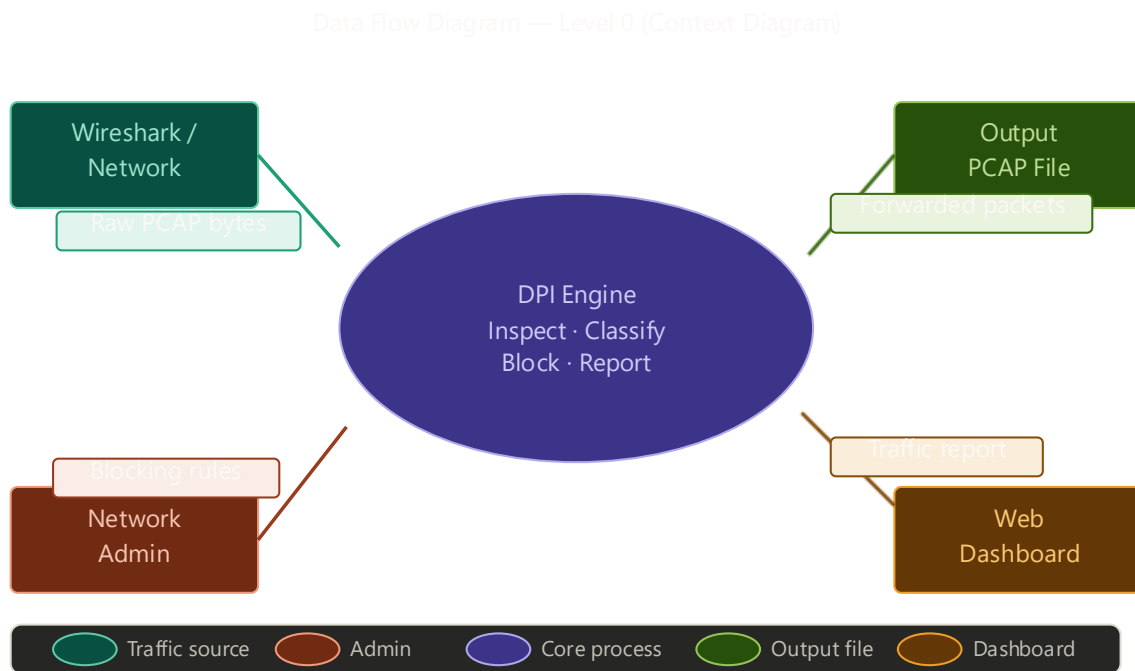 Data Flow Diagram — Level 0 (Context Diagram)
Wireshark /
Network
Raw PCAP bytes
Output
PCAP File
Forwarded packets
DPI Engine
Inspect · Classify
Block · Report
Blocking rules
Network
Admin
Traffic report
Web
Dashboard
Traffic source
Admin
Core process
Output file
Dashboard